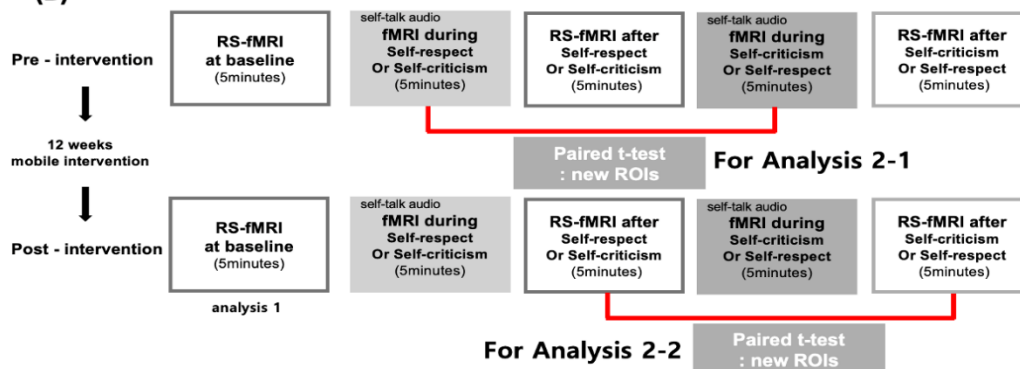 RS-fMRI
at baseline
(5minutes)
self-talk audio
fMRI during
Self-respect
Or Self-criticism
(5minutes)
RS-fMRI after
Self-respect
Or Self-criticism
(5minutes)
self-talk audio
fMRI during
Self-criticism
Or Self-respect
(5minutes)
RS-fMRI after
Self-criticism
Or Self-respect
(5minutes)
Pre - intervention
12 weeks
mobile intervention
Paired t-test
: new ROIs
For Analysis 2-1
Post - intervention
RS-fMRI
at baseline
(5minutes)
analysis 1
self-talk audio
fMRI during
Self-respect
Or Self-criticism
(5minutes)
RS-fMRI after
Self-respect
Or Self-criticism
(5minutes)
self-talk audio
fMRI during
Self-criticism
Or Self-respect
(5minutes)
RS-fMRI after
Self-criticism
Or Self-respect
(5minutes)
For Analysis 2-2
Paired t-test
: new ROIs